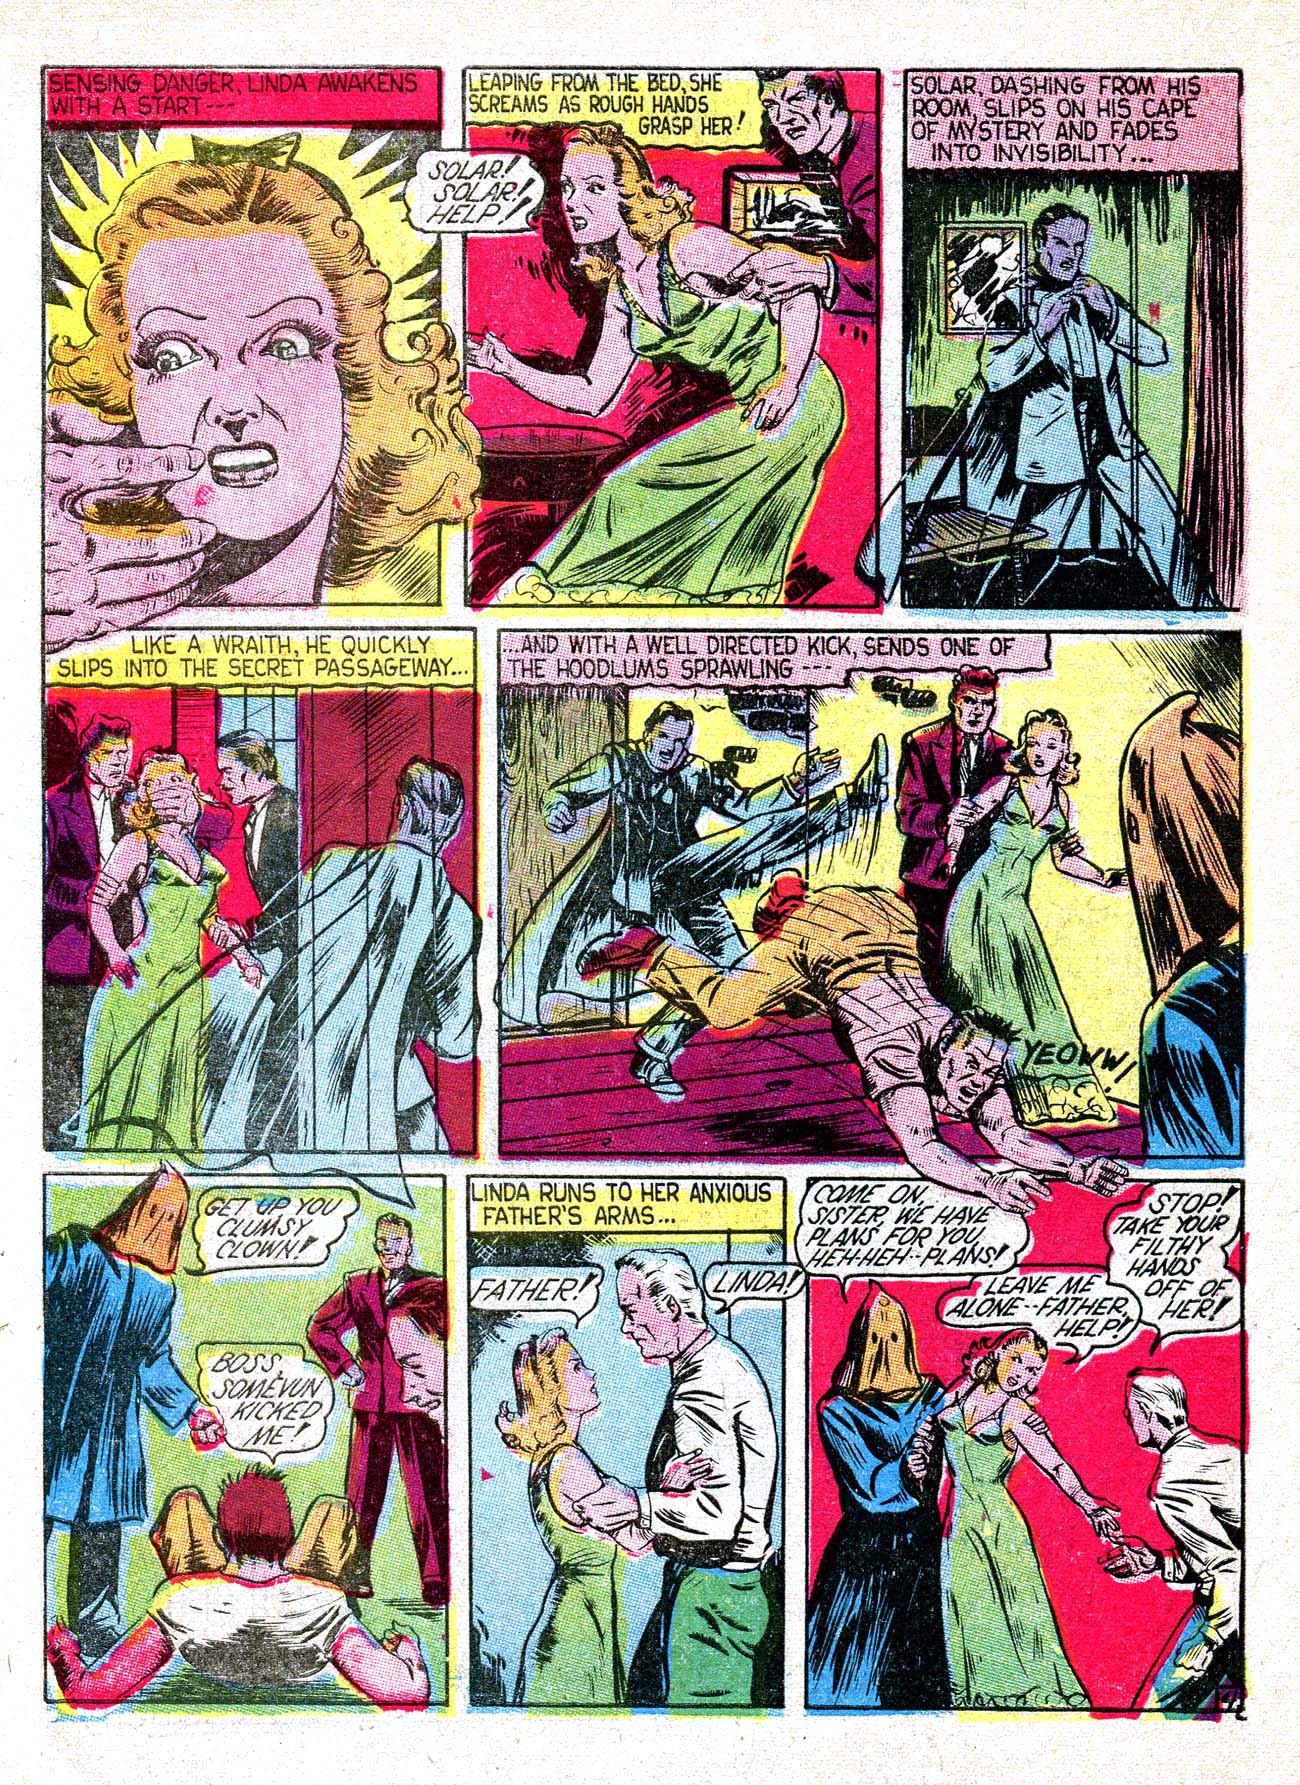 SENSING DANGER, LINDA AWAKENS
WITH A START---
LEAPING FROM THE BED, SHE
SCREAMS AS ROUGH HANDS
GRASP HER!
SOLAR!
SOLAR!
HELP!
SOLAR, DASHING FROM HIS
ROOM, SLIPS ON HIS CAPE
OF MYSTERY AND FADES
INTO INVISIBILITY...
LIKE A WRAITH, HE QUICKLY
SLIPS INTO THE SECRET PASSAGEWAY...
...AND WITH A WELL DIRECTED KICK, SENDS ONE OF
THE HOODLUMS SPRAWLING ---
YEOWW!
GET UP YOU
CLUMSY
CLOWN!
BOSS,
SOMEVUN
KICKED
ME!
LINDA RUNS TO HER ANXIOUS
FATHER'S ARMS...
FATHER!
LINDA!
COME ON,
SISTER, WE HAVE
PLANS FOR YOU,
HEH-HEH--PLANS!
LEAVE ME
ALONE--FATHER,
HELP!
STOP!
TAKE YOUR
FILTHY
HANDS
OFF OF
HER!